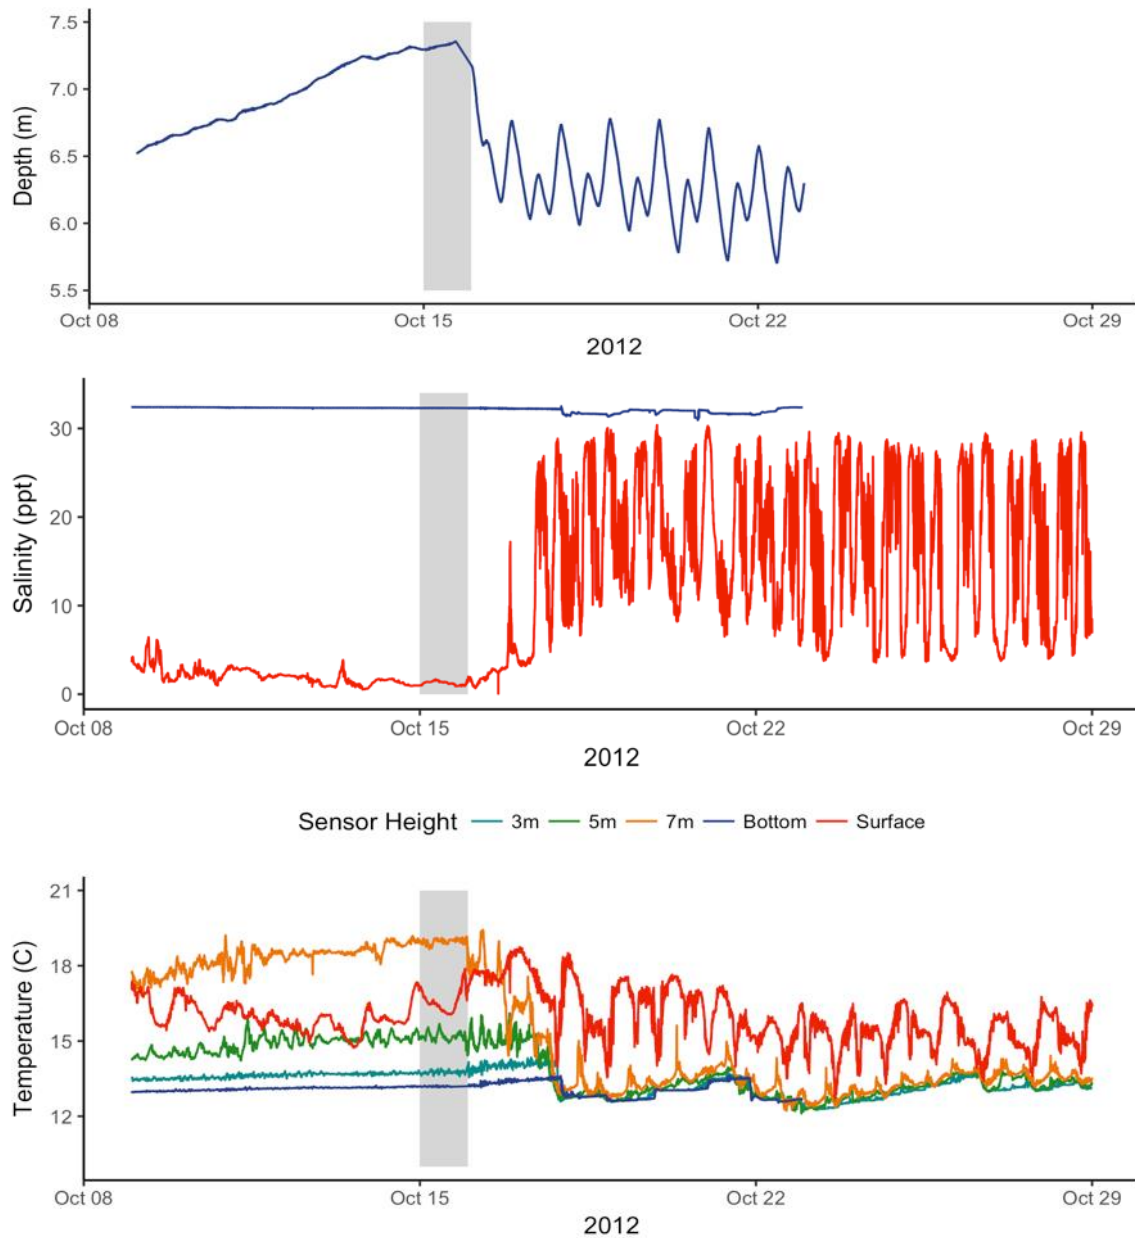 7.5
7.0
6.5
6.0
5.5
Depth (m)
Oct 08 Oct 15 Oct 22 Oct 29
2012
30
20
10
0
Salinity (ppt)
Oct 08 Oct 15 Oct 22 Oct 29
2012
Sensor Height 3m 5m 7m Bottom Surface
21
18
15
12
Temperature (C)
Oct 08 Oct 15 Oct 22 Oct 29
2012